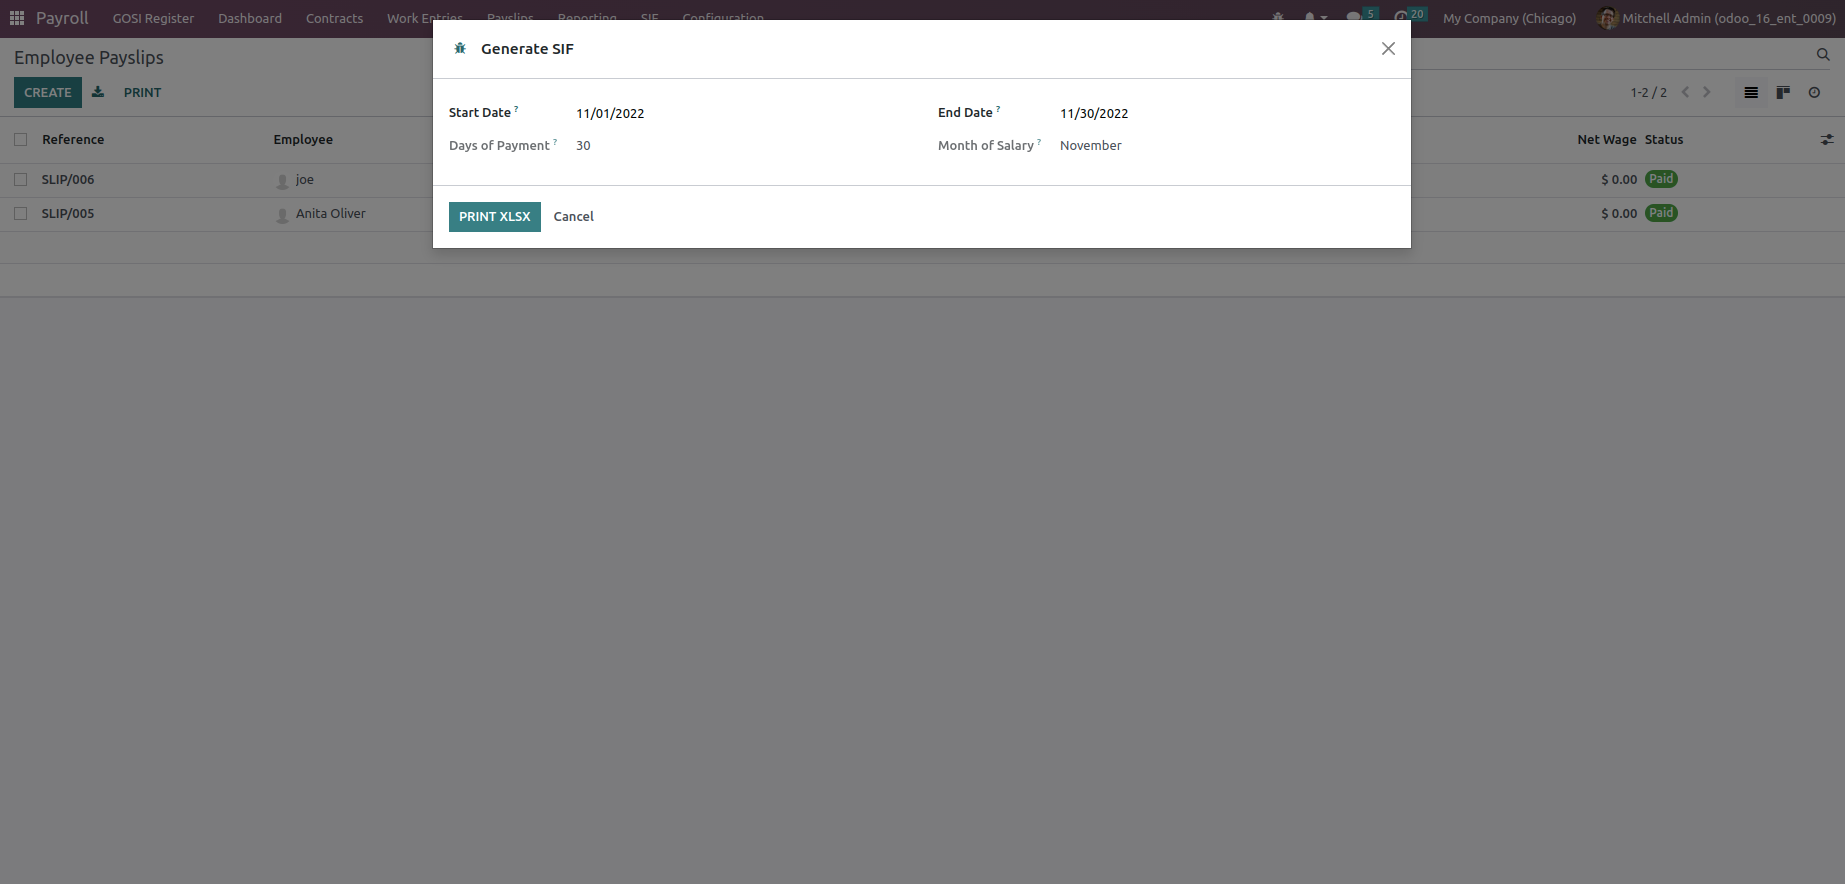 Payroll GOSI Register Dashboard Contracts Work Entries Payslips Reporting SIF Configuration 5 20 My Company (Chicago) Mitchell Admin (odoo_16_ent_0009)
Generate SIF
Employee Payslips
CREATE PRINT 1-2 / 2
Start Date ? 11/01/2022 End Date ? 11/30/2022
Days of Payment ? 30 Month of Salary ? November
PRINT XLSX Cancel
Reference Employee Net Wage Status
SLIP/006 joe $ 0.00 Paid
SLIP/005 Anita Oliver $ 0.00 Paid